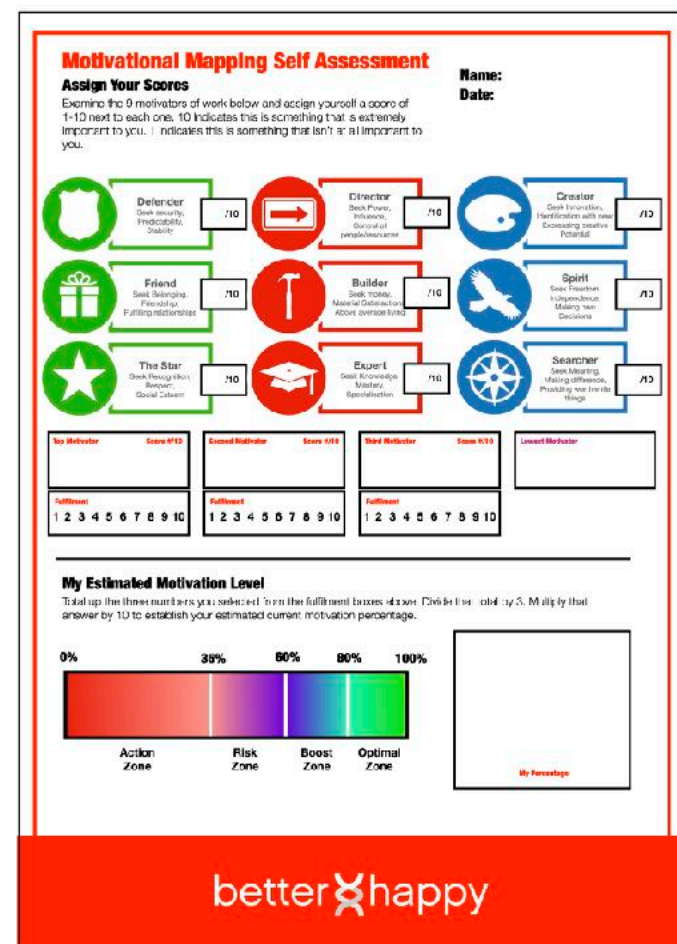 Motivational Mapping Self Assessment
Assign Your Scores
Name:
Date:
Examine the 9 motivators of work below and assign yourself a score of
1-10 next to each one. 10 Indicates this is something that is extremely
important to you. 1 indicates this is something that isn't at all important to
you.
Defender
Seek security,
Predictability,
Stability
/10
Director
Seek Power,
Influence,
Control of
people/resources
/10
Creator
Seek Innovation,
Identification with new
Expressing creative
Potential
/10
Friend
Seek Belonging,
Friendship,
Fulfilling relationships
/10
Builder
Seek money,
Material Satisfaction
Above average living
/10
Spirit
Seek Freedom
Independence,
Making own
Decisions
/10
The Star
Seek Recognition,
Respect,
Social Esteem
/10
Expert
Seek Knowledge
Mastery,
Specialisation
/10
Searcher
Seek Meaning,
Making difference,
Providing worthwhile
things
/10
Top Motivator Score #/10
Second Motivator Score #/10
Third Motivator Score #/10
Lowest Motivator
Fulfilment
1 2 3 4 5 6 7 8 9 10
Fulfilment
1 2 3 4 5 6 7 8 9 10
Fulfilment
1 2 3 4 5 6 7 8 9 10
My Estimated Motivation Level
Total up the three numbers you selected from the fulfilment boxes above. Divide that total by 3. Multiply that
answer by 10 to establish your estimated current motivation percentage.
0% 35% 60% 80% 100%
Action Zone
Risk Zone
Boost Zone
Optimal Zone
My Percentage
better happy